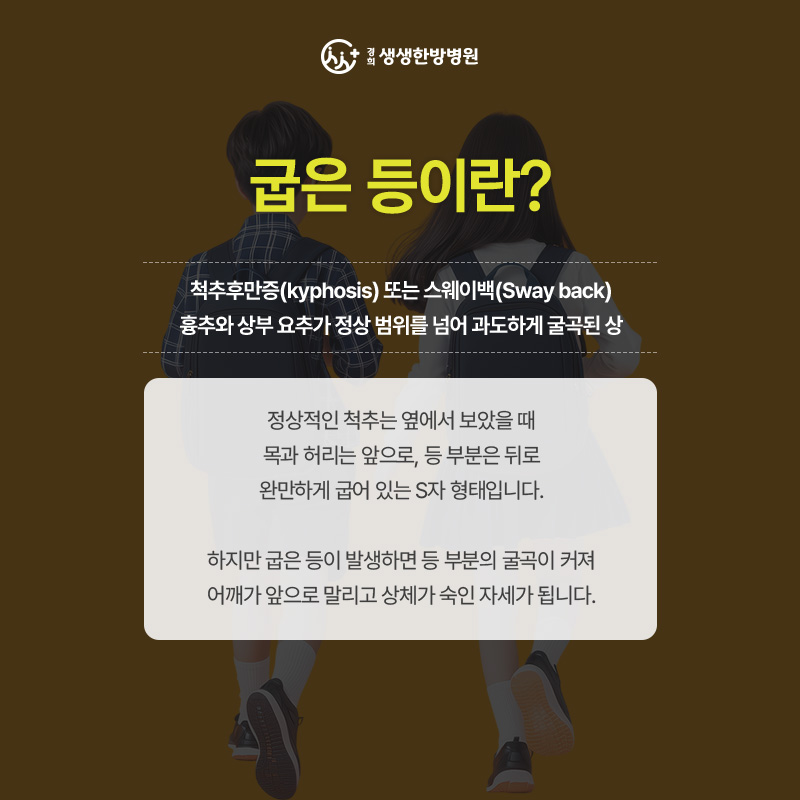 경희 생생한방병원
굽은 등이란?
척추후만증(kyphosis) 또는 스웨이백(Sway back)
흉추와 상부 요추가 정상 범위를 넘어 과도하게 굴곡된 상
정상적인 척추는 옆에서 보았을 때
목과 허리는 앞으로, 등 부분은 뒤로
완만하게 굽어 있는 S자 형태입니다.
하지만 굽은 등이 발생하면 등 부분의 굴곡이 커져
어깨가 앞으로 말리고 상체가 숙인 자세가 됩니다.